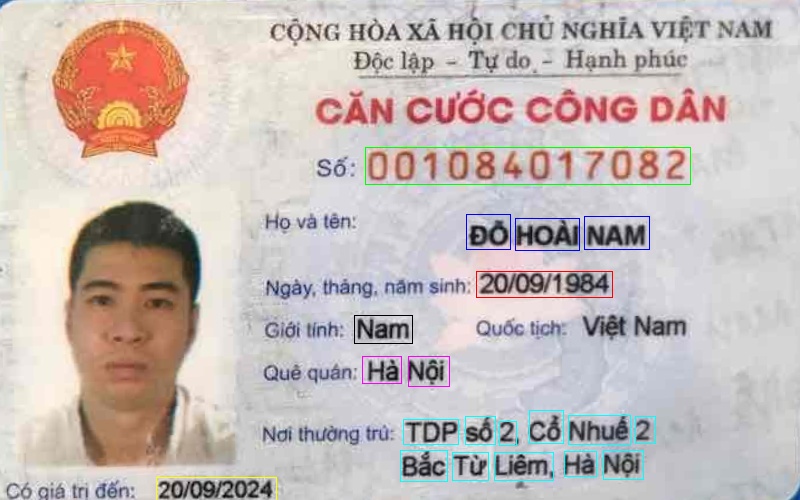 CỘNG HÒA XÃ HỘI CHỦ NGHĨA VIỆT NAM
Độc lập - Tự do - Hạnh phúc
CĂN CƯỚC CÔNG DÂN
Số: 001084017082
Họ và tên: ĐỖ HOÀI NAM
Ngày, tháng, năm sinh: 20/09/1984
Giới tính: Nam Quốc tịch: Việt Nam
Quê quán: Hà Nội
Nơi thường trú: TDP số 2, Cổ Nhuế 2
Bắc Từ Liêm, Hà Nội
Có giá trị đến: 20/09/2024